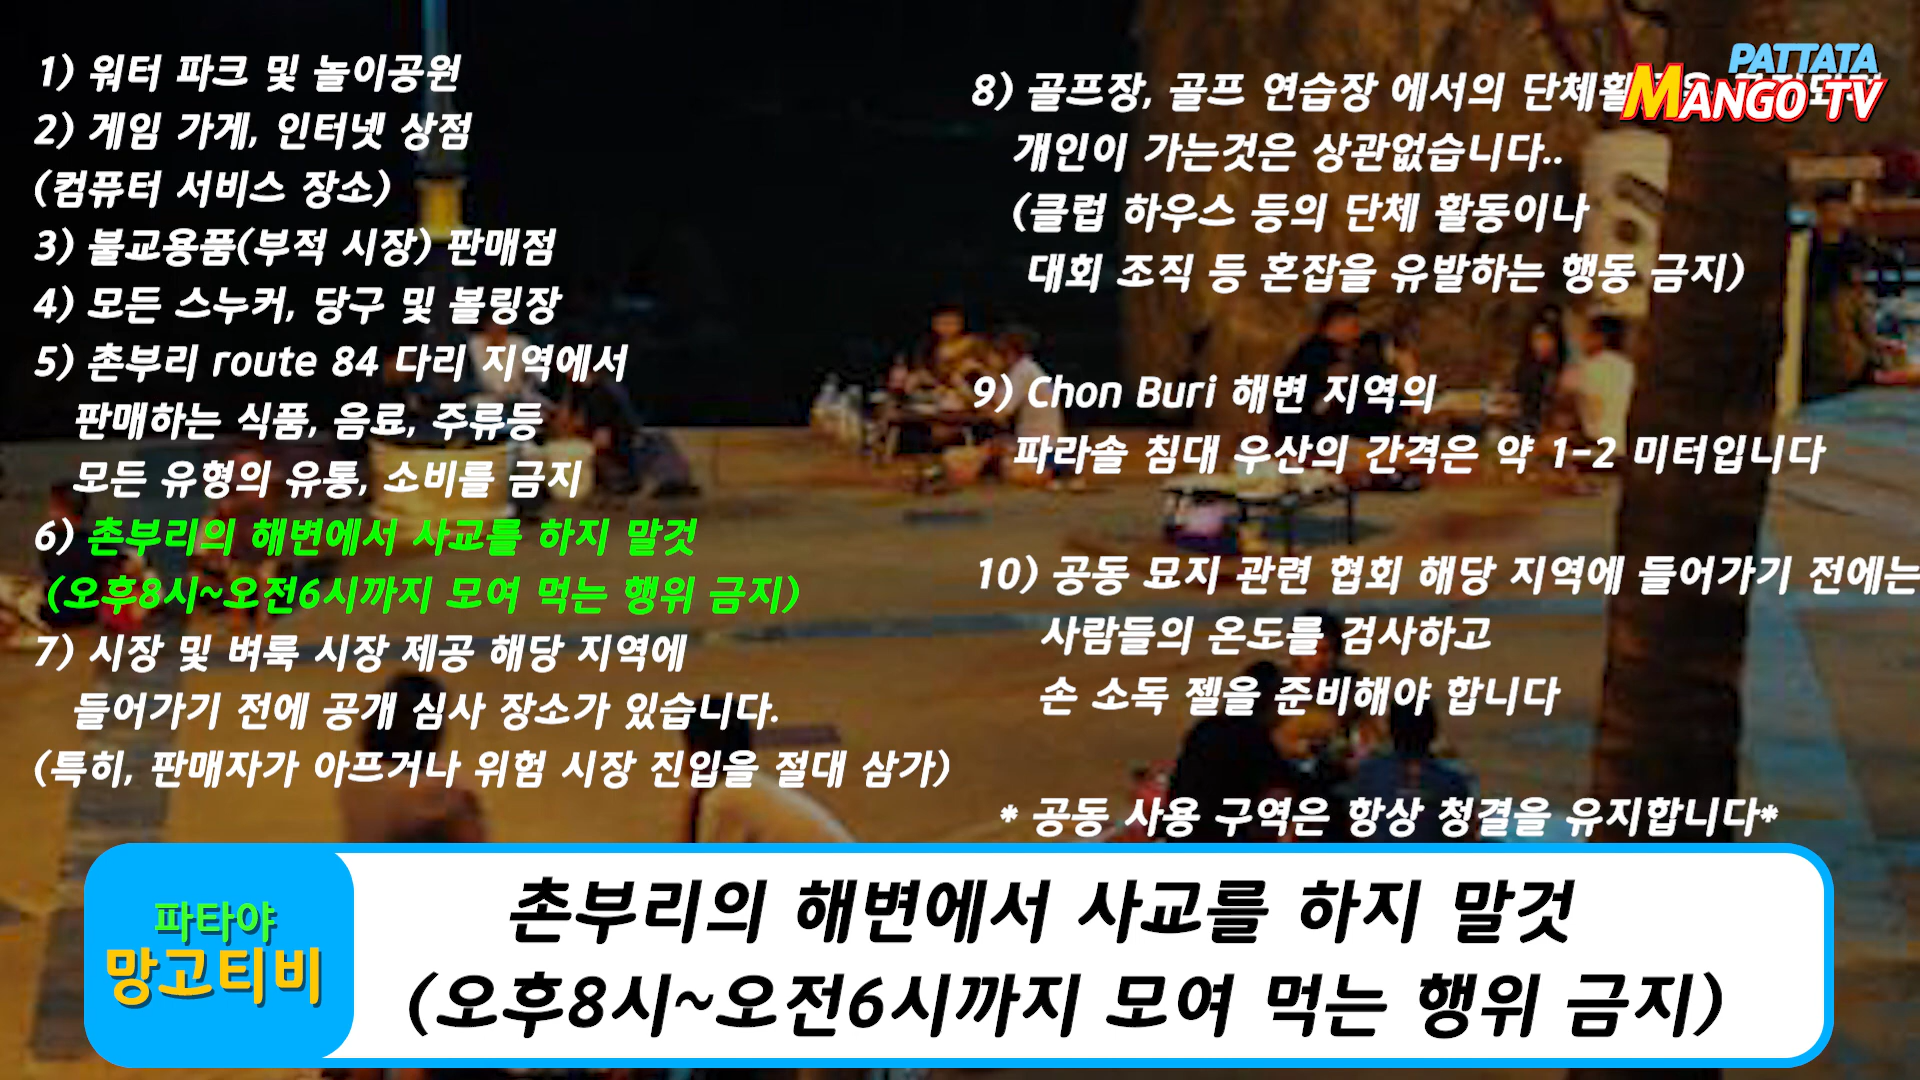 1) 워터 파크 및 놀이공원
2) 게임 가게, 인터넷 상점
(컴퓨터 서비스 장소)
3) 불교용품(부적 시장) 판매점
4) 모든 스누커, 당구 및 볼링장
5) 촌부리 route 84 다리 지역에서
판매하는 식품, 음료, 주류등
모든 유형의 유통, 소비를 금지
6) 촌부리의 해변에서 사교를 하지 말것
(오후8시~오전6시까지 모여 먹는 행위 금지)
7) 시장 및 벼룩 시장 제공 해당 지역에
들어가기 전에 공개 심사 장소가 있습니다.
(특히, 판매자가 아프거나 위험 시장 진입을 절대 삼가)
PATTATA
MANGO TV
8) 골프장, 골프 연습장 에서의
개인이 가는것은 상관없습니다..
(클럽 하우스 등의 단체 활동이나
대회 조직 등 혼잡을 유발하는 행동 금지)
9) Chon Buri 해변 지역의
파라솔 침대 우산의 간격은 약 1-2 미터입니다
10) 공동 묘지 관련 협회 해당 지역에 들어가기 전에는
사람들의 온도를 검사하고
손 소독 젤을 준비해야 합니다
* 공동 사용 구역은 항상 청결을 유지합니다*
파타야
망고티비
촌부리의 해변에서 사교를 하지 말것
(오후8시~오전6시까지 모여 먹는 행위 금지)